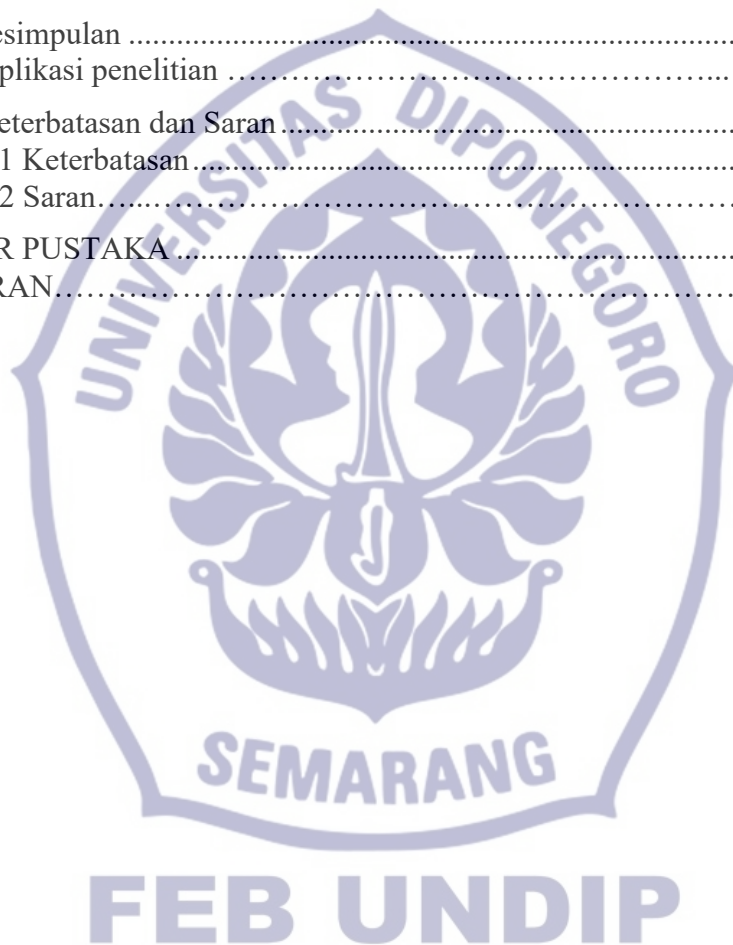 esimpulan ........................................................................
plikasi penelitian …………………………………………………...
eterbatasan dan Saran ........................................................
1 Keterbatasan ....................................................................
2 Saran….………………………………………………………
R PUSTAKA ......................................................................
RAN………………………………………………………………
UNIVERSITAS DIPONEGORO
SEMARANG
FEB UNDIP